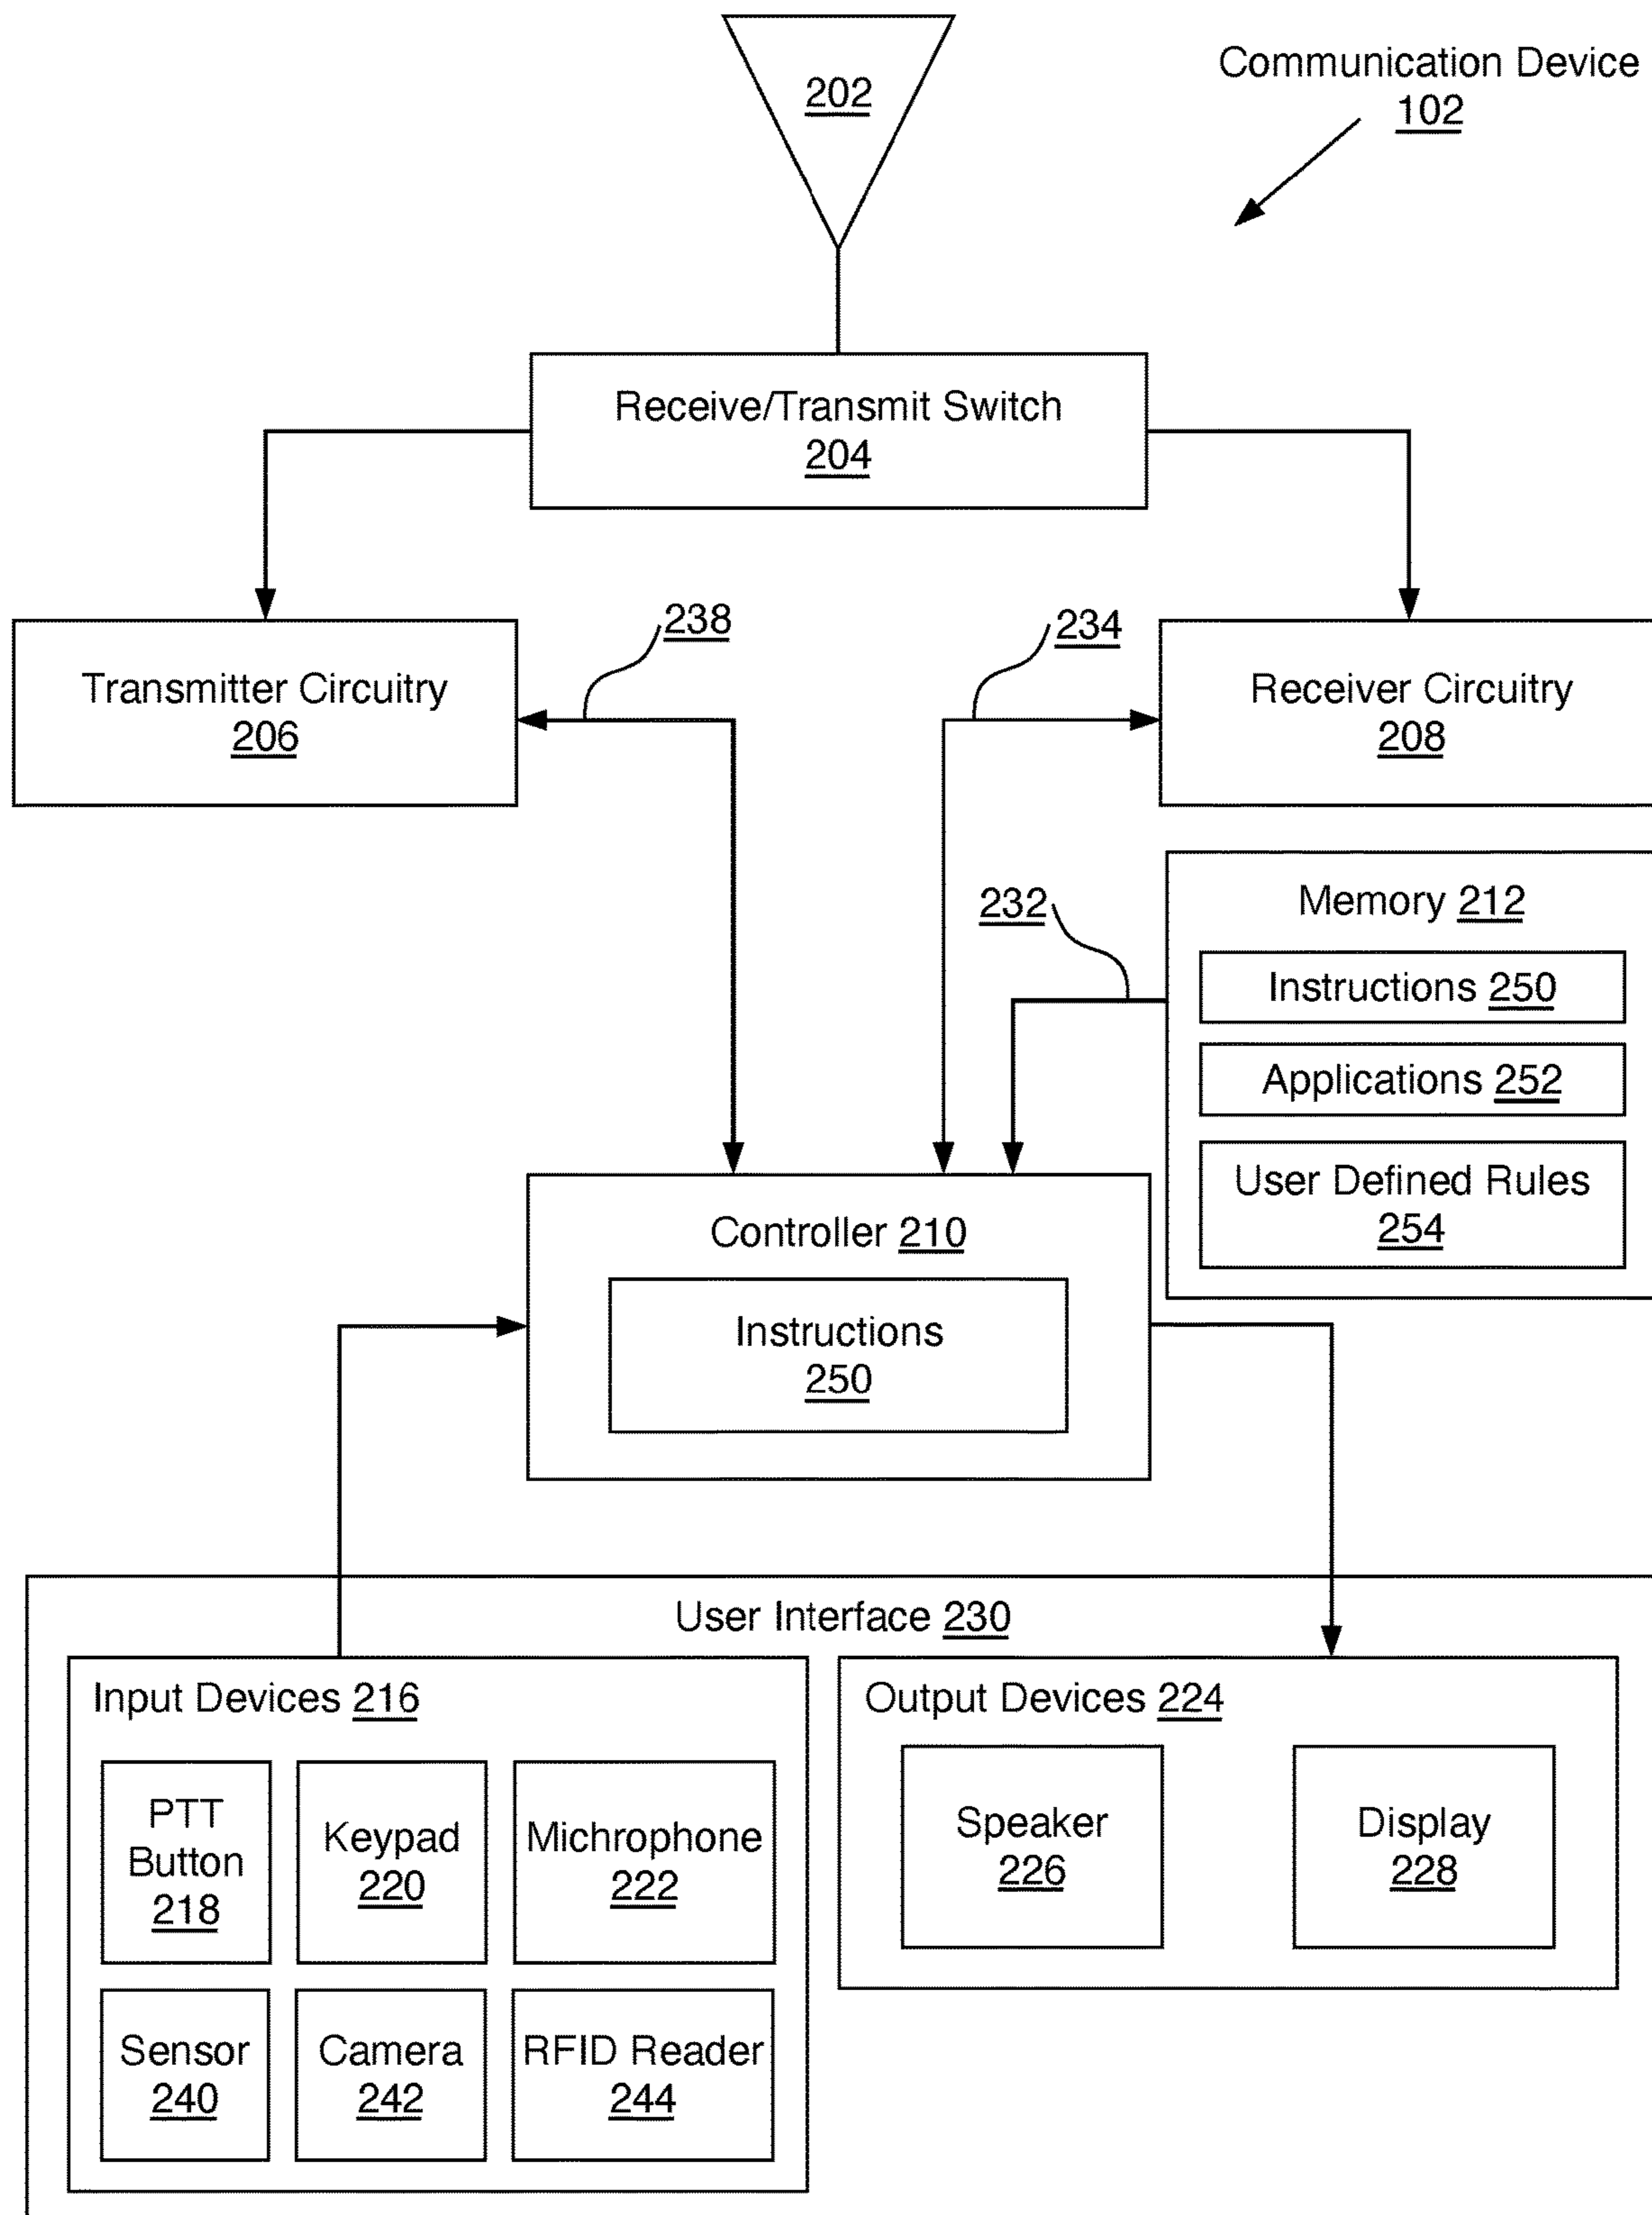 Communication Device
102
202
Receive/Transmit Switch
204
238
234
Transmitter Circuitry
206
Receiver Circuitry
208
Memory 212
232
Instructions 250
Applications 252
User Defined Rules
254
Controller 210
Instructions
250
User Interface 230
Input Devices 216
PTT
Button
218
Keypad
220
Michrophone
222
Sensor
240
Camera
242
RFID Reader
244
Output Devices 224
Speaker
226
Display
228